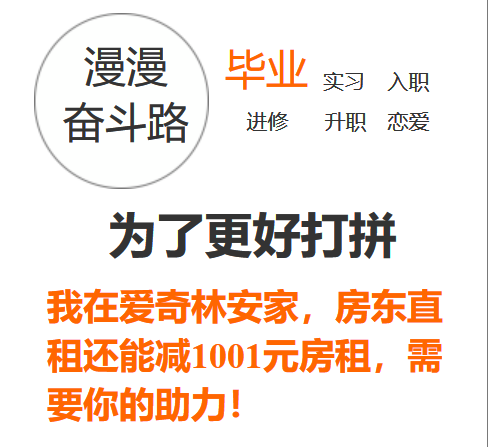 漫漫
奋斗路
毕业 实习 入职
进修 升职 恋爱
为了更好打拼
我在爱奇林安家，房东直
租还能减1001元房租，需
要你的助力！